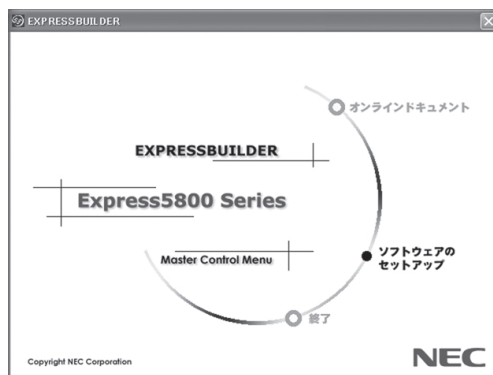 EXPRESSBUILDER
オンラインドキュメント
EXPRESSBUILDER
Express5800 Series
ソフトウェアの
セットアップ
Master Control Menu
終了
Copyright NEC Corporation
NEC